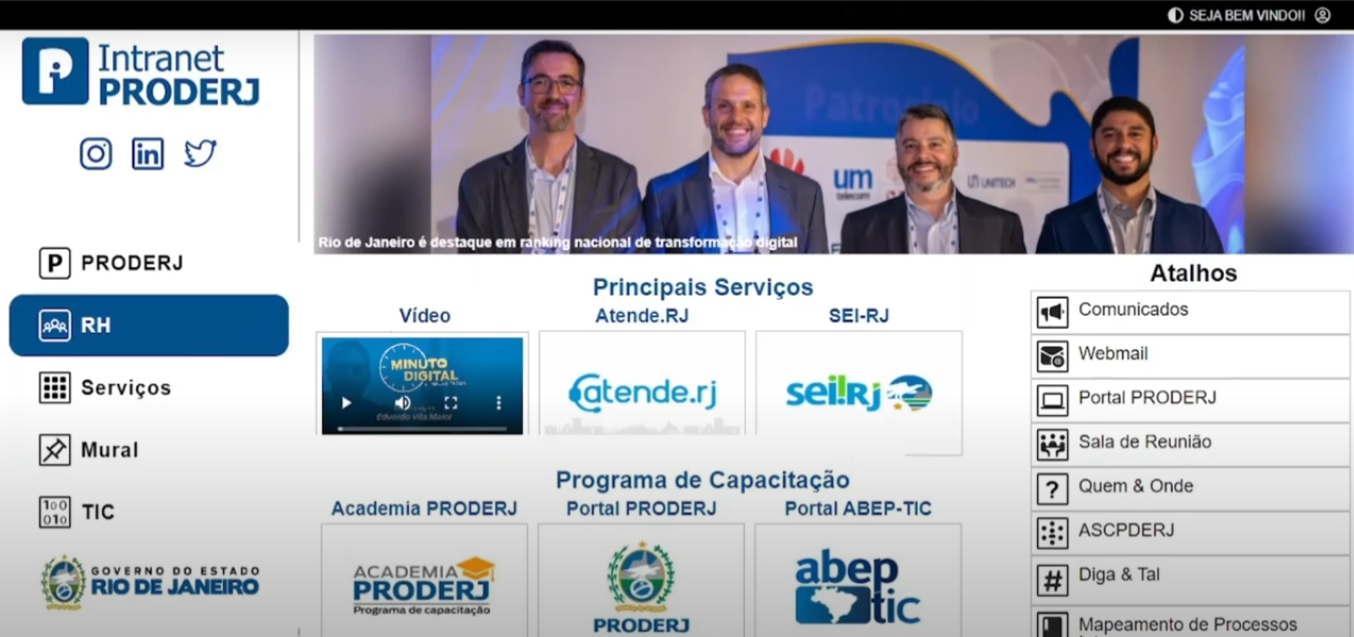 SEJA BEM VINDO!!
Intranet
PRODERJ
PRODERJ
RH
Serviços
Mural
TIC
GOVERNO DO ESTADO
RIO DE JANEIRO
Patrocínio
um
telecom
UNITECH
Rio de Janeiro é destaque em ranking nacional de transformação digital
Principais Serviços
Vídeo
Atende.RJ
SEI-RJ
MINUTO
DIGITAL
atende.rj
sei!RJ
Programa de Capacitação
Academia PRODERJ
Portal PRODERJ
Portal ABEP-TIC
ACADEMIA
PRODERJ
Programa de capacitação
PRODERJ
abep
tic
Atalhos
Comunicados
Webmail
Portal PRODERJ
Sala de Reunião
Quem & Onde
ASCPDERJ
Diga & Tal
Mapeamento de Processos